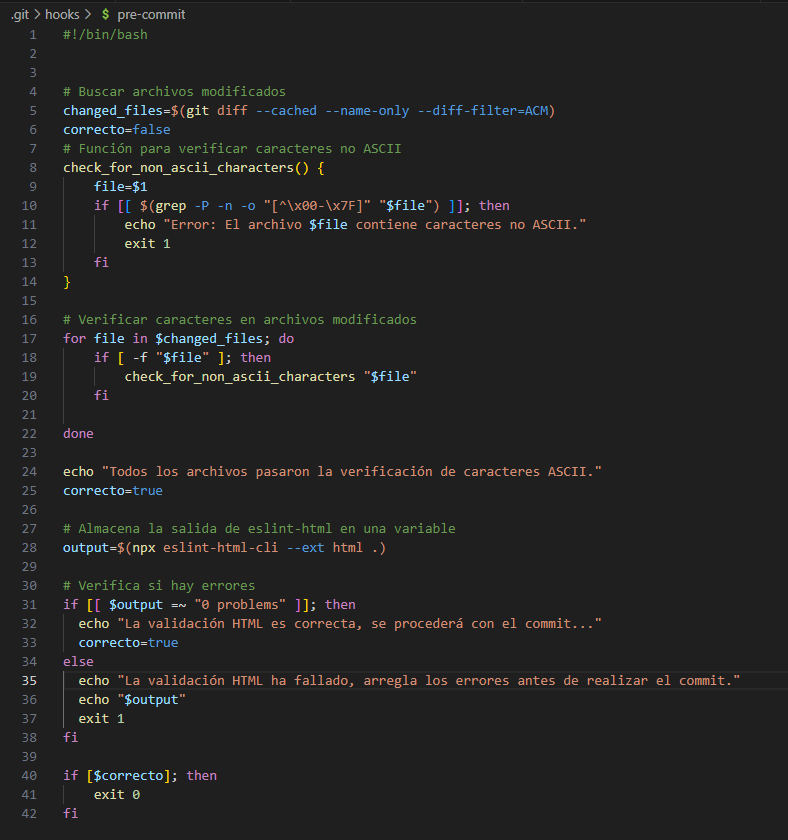 .git > hooks > $ pre-commit
1 #!/bin/bash
2
3
4 # Buscar archivos modificados
5 changed_files=$(git diff --cached --name-only --diff-filter=ACM)
6 correcto=false
7 # Función para verificar caracteres no ASCII
8 check_for_non_ascii_characters() {
9     file=$1
10     if [[ $(grep -P -n -o "[^\x00-\x7F]" "$file") ]]; then
11         echo "Error: El archivo $file contiene caracteres no ASCII."
12         exit 1
13     fi
14 }
15
16 # Verificar caracteres en archivos modificados
17 for file in $changed_files; do
18     if [ -f "$file" ]; then
19         check_for_non_ascii_characters "$file"
20     fi
21
22 done
23
24 echo "Todos los archivos pasaron la verificación de caracteres ASCII."
25 correcto=true
26
27 # Almacena la salida de eslint-html en una variable
28 output=$(npx eslint-html-cli --ext html .)
29
30 # Verifica si hay errores
31 if [[ $output =~ "0 problems" ]]; then
32   echo "La validación HTML es correcta, se procederá con el commit..."
33   correcto=true
34 else
35   echo "La validación HTML ha fallado, arregla los errores antes de realizar el commit."
36   echo "$output"
37   exit 1
38 fi
39
40 if [$correcto]; then
41     exit 0
42 fi